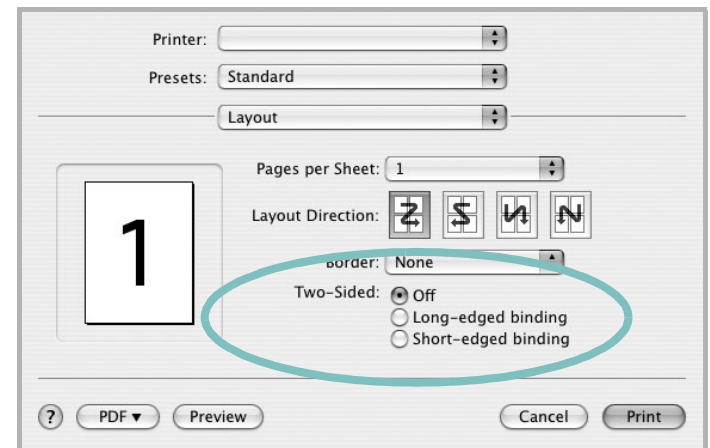 Printer:
Presets: Standard
Layout
Pages per Sheet: 1
1
Layout Direction:
Border: None
Two-Sided: Off
Long-edged binding
Short-edged binding
? PDF▼ Preview Cancel Print